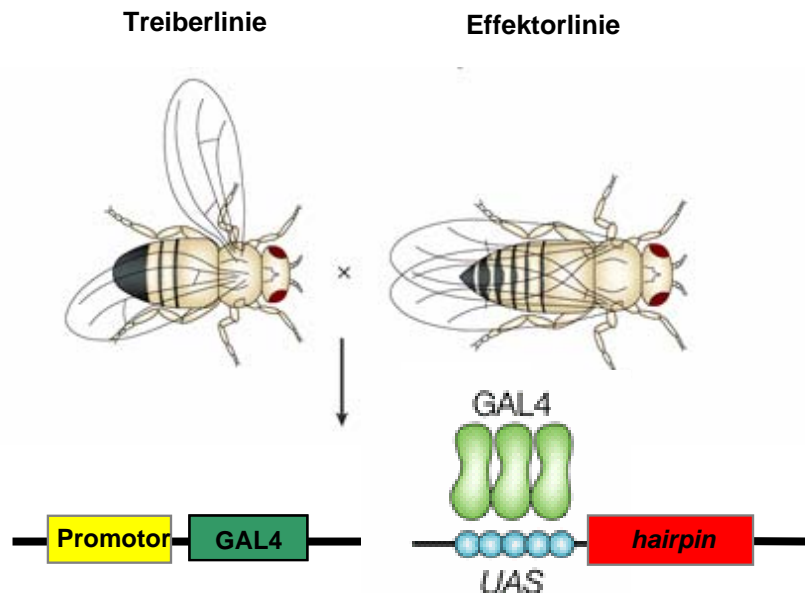 Treiberlinie
Effektorlinie
×
GAL4
Promotor
GAL4
hairpin
UAS